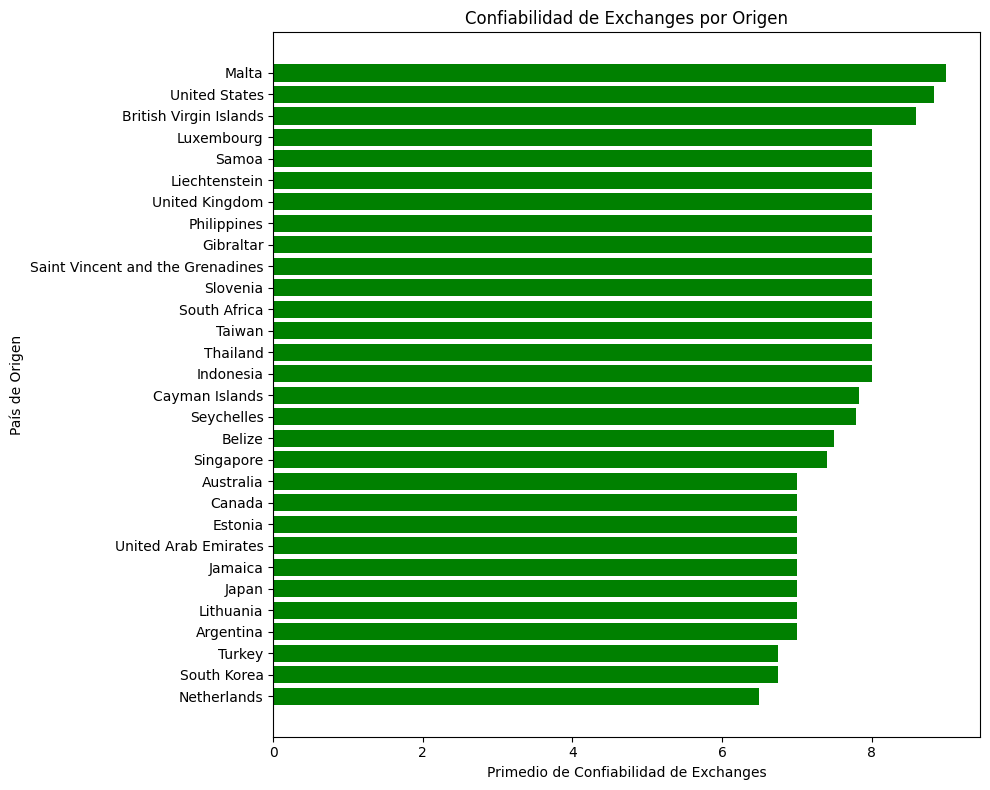 Confiabilidad de Exchanges por Origen
País de Origen
Malta
United States
British Virgin Islands
Luxembourg
Samoa
Liechtenstein
United Kingdom
Philippines
Gibraltar
Saint Vincent and the Grenadines
Slovenia
South Africa
Taiwan
Thailand
Indonesia
Cayman Islands
Seychelles
Belize
Singapore
Australia
Canada
Estonia
United Arab Emirates
Jamaica
Japan
Lithuania
Argentina
Turkey
South Korea
Netherlands
0 2 4 6 8
Primedio de Confiabilidad de Exchanges